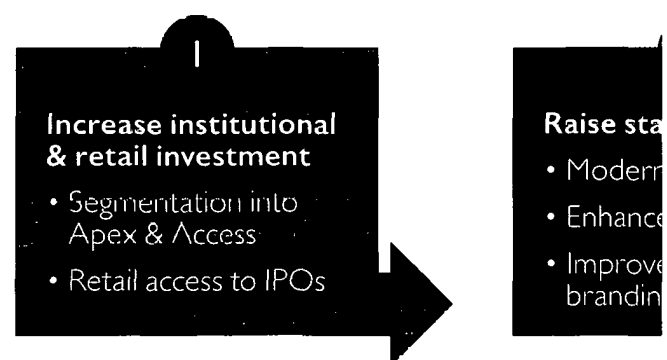 1
Increase institutional
& retail investment
• Segmentation into
Apex & Access
• Retail access to IPOs
Raise sta
• Modern
• Enhance
• Improve
brandin